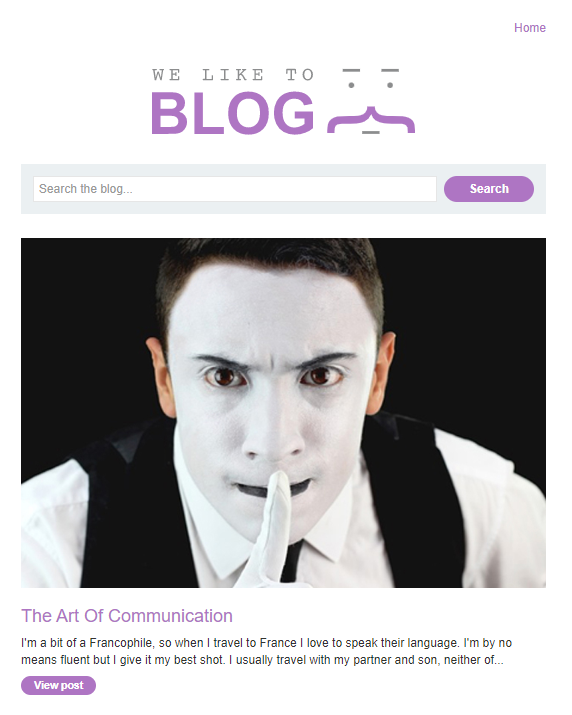 Home
WE LIKE TO
BLOG
Search the blog...
Search
The Art Of Communication
I'm a bit of a Francophile, so when I travel to France I love to speak their language. I'm by no
means fluent but I give it my best shot. I usually travel with my partner and son, neither of...
View post